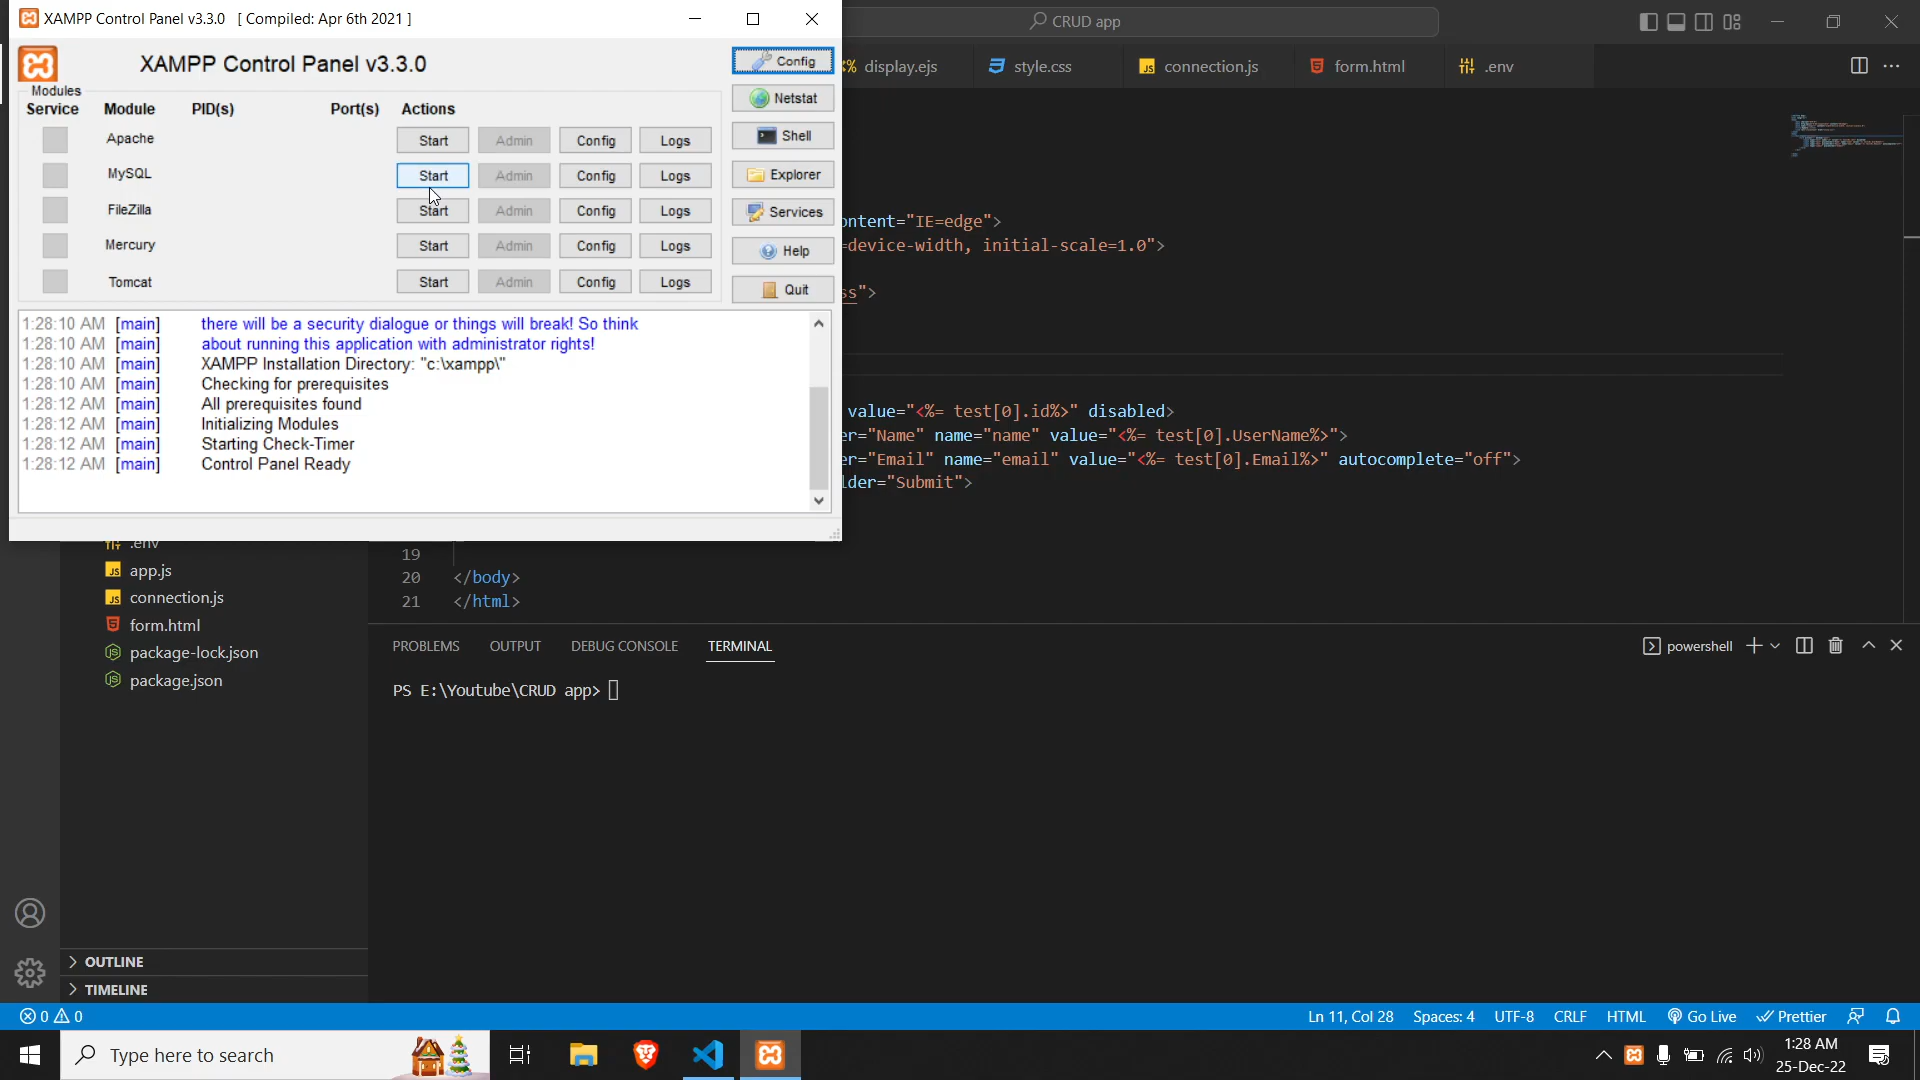 XAMPP Control Panel v3.3.0   [ Compiled: Apr 6th 2021 ]
XAMPP Control Panel v3.3.0
Config
Modules
Service Module PID(s) Port(s) Actions
Netstat
Apache Start Admin Config Logs
Shell
MySQL Start Admin Config Logs
Explorer
FileZilla Start Admin Config Logs
Services
Mercury Start Admin Config Logs
Help
Tomcat Start Admin Config Logs
Quit
1:28:10 AM [main] there will be a security dialogue or things will break! So think
1:28:10 AM [main] about running this application with administrator rights!
1:28:10 AM [main] XAMPP Installation Directory: "c:\xampp\"
1:28:12 AM [main] Checking for prerequisites
1:28:12 AM [main] All prerequisites found
1:28:12 AM [main] Initializing Modules
1:28:12 AM [main] Starting Check-Timer
1:28:12 AM [main] Control Panel Ready
CRUD app
display.ejs style.css connection.js form.html .env
ontent="IE=edge">
=device-width, initial-scale=1.0">
ss">
value="<%= test[0].id%>" disabled>
er="Name" name="name" value="<%= test[0].UserName%>">
er="Email" name="email" value="<%= test[0].Email%>" autocomplete="off">
lder="Submit">
19
20 </body>
21 </html>
.env
app.js
connection.js
form.html
package-lock.json
package.json
OUTLINE
TIMELINE
PROBLEMS OUTPUT DEBUG CONSOLE TERMINAL
powershell
PS E:\Youtube\CRUD app>
0 0
Ln 11, Col 28 Spaces: 4 UTF-8 CRLF HTML Go Live Prettier
Type here to search
1:28 AM
25-Dec-22